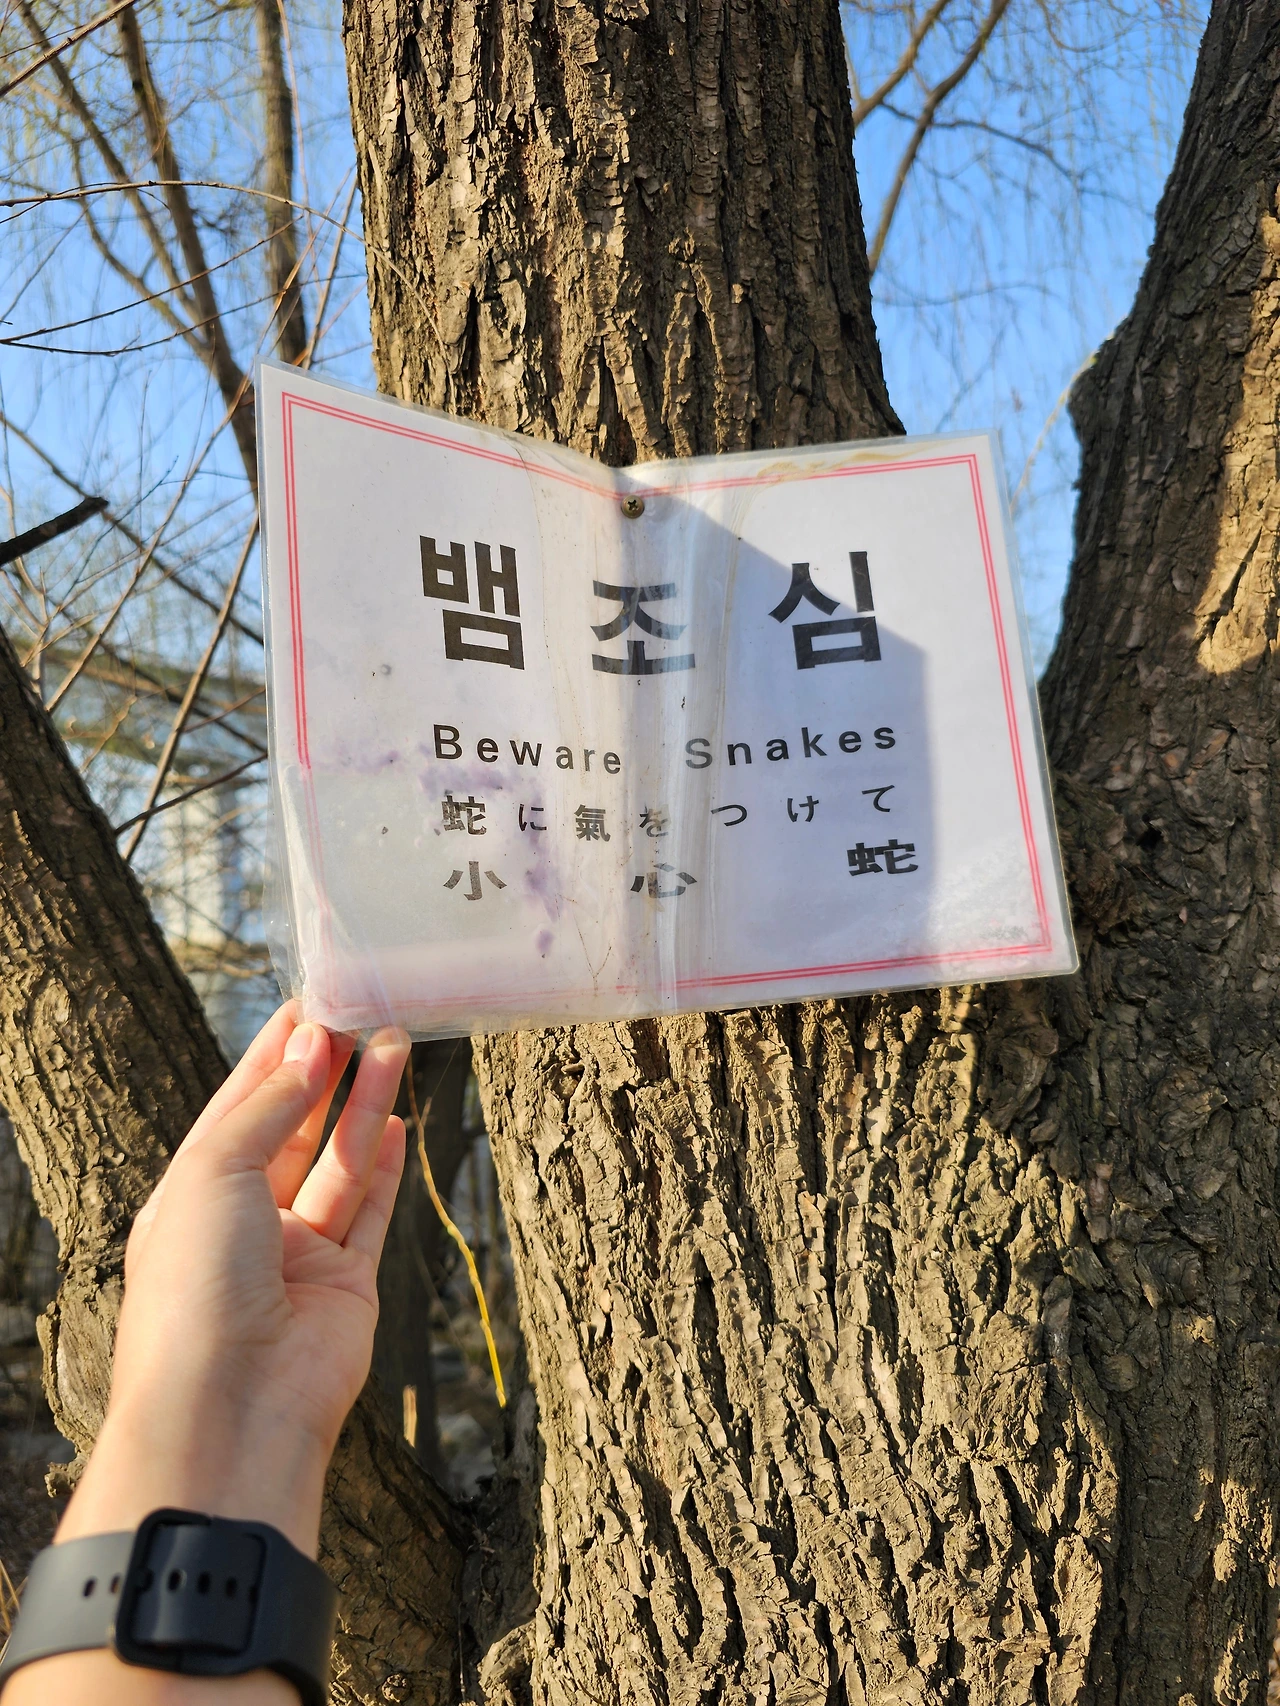 뱀 조 심
Beware Snakes
蛇に氣をつけて
小 心 蛇